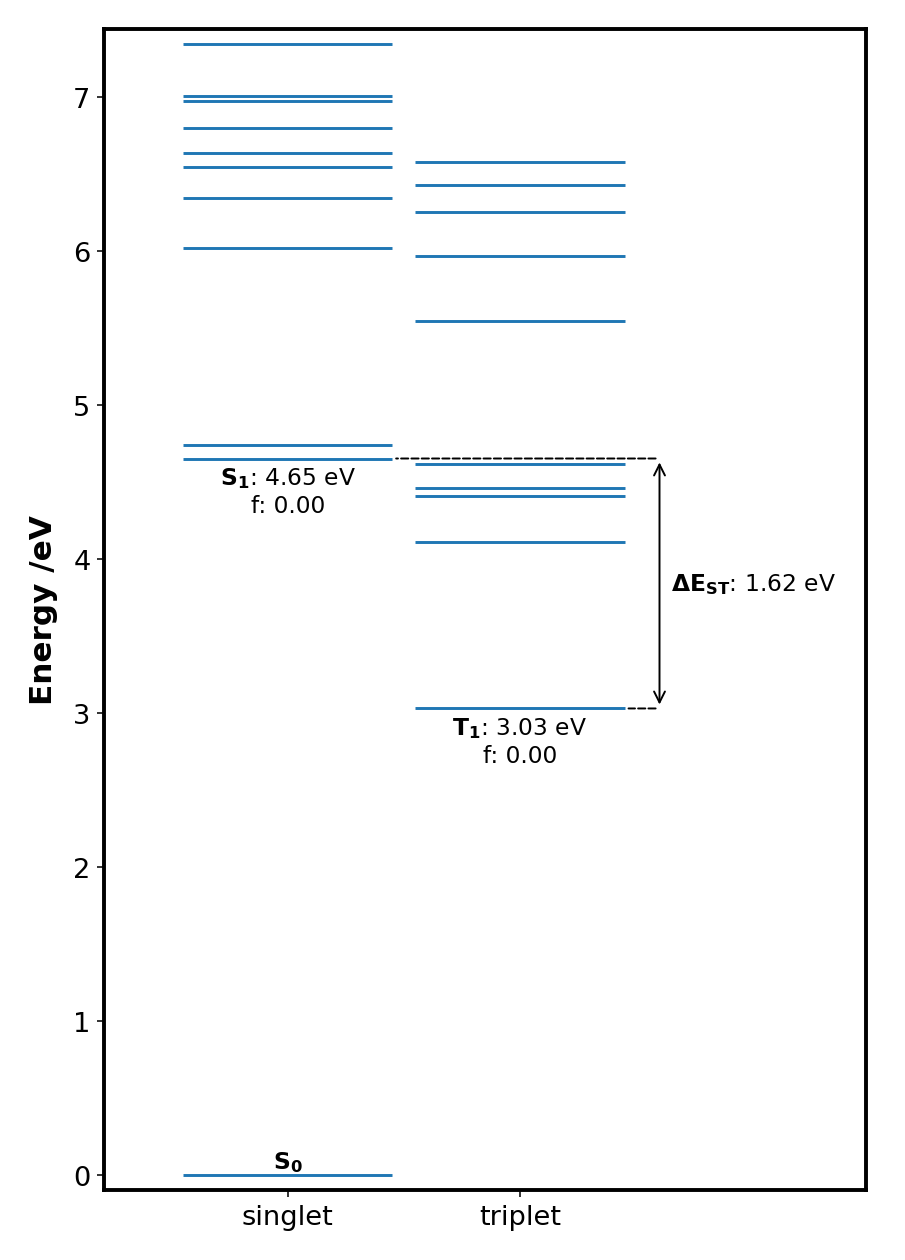 7
6
5
4
3
2
1
0
Energy /eV
S₁: 4.65 eV
f: 0.00
ΔE_ST: 1.62 eV
T₁: 3.03 eV
f: 0.00
S₀
singlet triplet